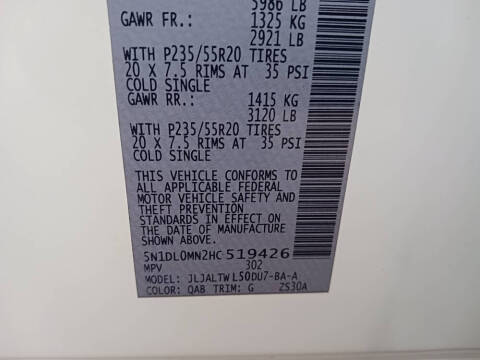 5986 LB
GAWR FR.: 1325 KG
2921 LB
WITH P235/55R20 TIRES
20 X 7.5 RIMS AT 35 PSI
COLD SINGLE
GAWR RR.: 1415 KG
3120 LB
WITH P235/55R20 TIRES
20 X 7.5 RIMS AT 35 PSI
COLD SINGLE
THIS VEHICLE CONFORMS TO
ALL APPLICABLE FEDERAL
MOTOR VEHICLE SAFETY AND
THEFT PREVENTION
STANDARDS IN EFFECT ON
THE DATE OF MANUFACTURE
SHOWN ABOVE.
5N1DL0MN2HC519426
MPV 302
MODEL: JLJALTWL50DU7-BA-A
COLOR: QAB TRIM: G 2S30A